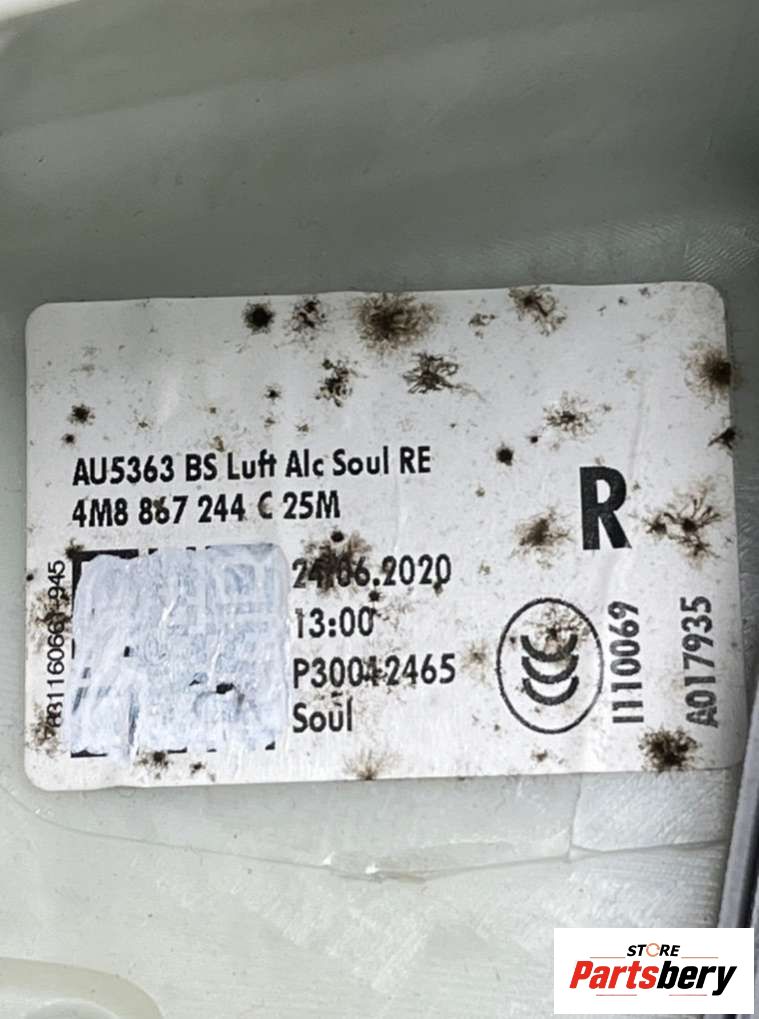 AU5363 BS Luft Alc Soul RE
4M8 867 244 C 25M
R
24.06.2020
13:00
P30042465
Soul
I110069
A017935
STORE
Partsbery